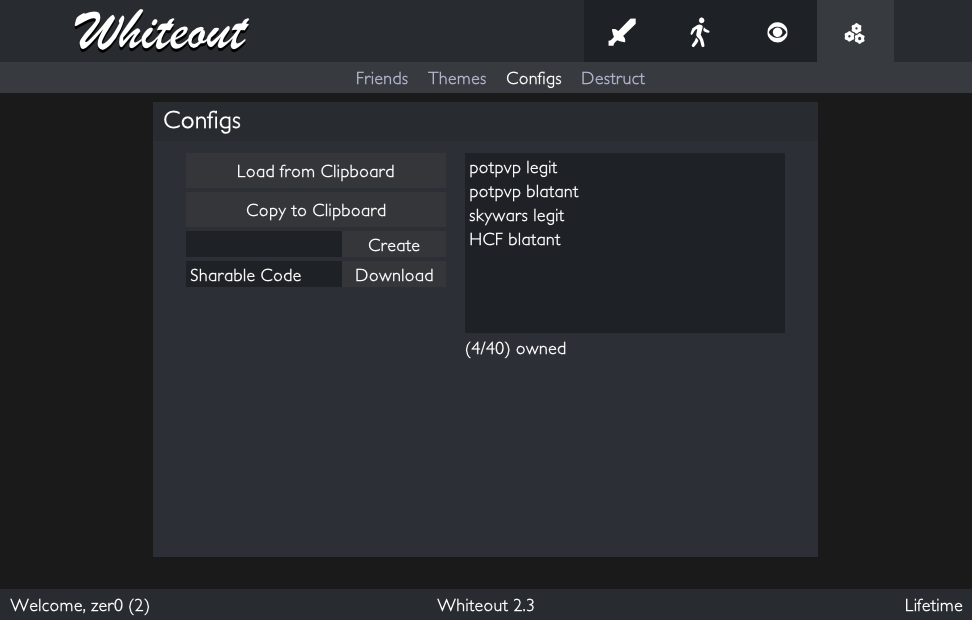 Whiteout
Friends Themes Configs Destruct
Configs
Load from Clipboard
Copy to Clipboard
Create
Sharable Code Download
potpvp legit
potpvp blatant
skywars legit
HCF blatant
(4/40) owned
Welcome, zer0 (2) Whiteout 2.3 Lifetime